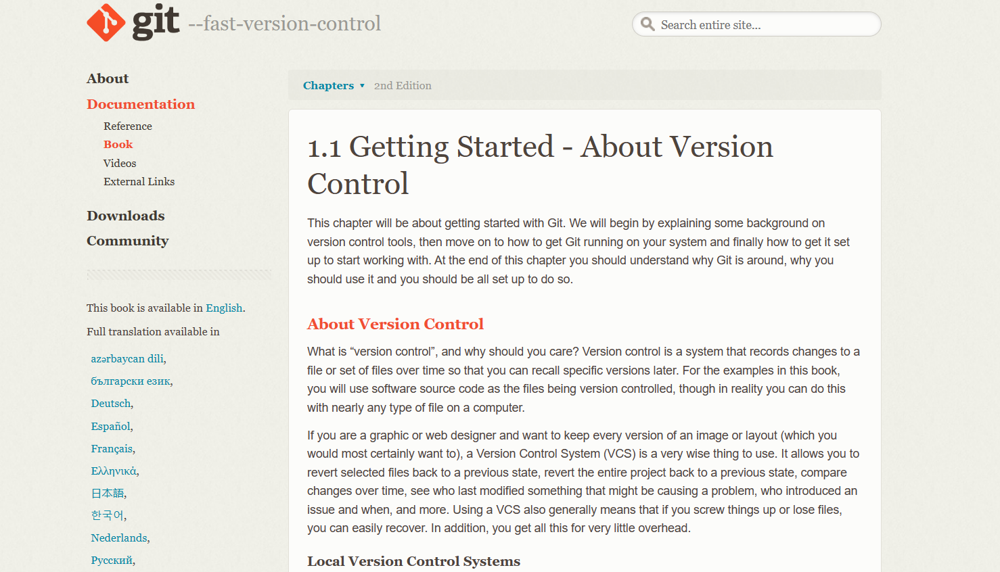 git --fast-version-control
Search entire site...
About
Documentation
Reference
Book
Videos
External Links
Downloads
Community
This book is available in English.
Full translation available in
azərbaycan dili,
български език,
Deutsch,
Español,
Français,
Ελληνικά,
日本語,
한국어,
Nederlands,
Русский,
Chapters ▾ 2nd Edition
1.1 Getting Started - About Version
Control
This chapter will be about getting started with Git. We will begin by explaining some background on
version control tools, then move on to how to get Git running on your system and finally how to get it set
up to start working with. At the end of this chapter you should understand why Git is around, why you
should use it and you should be all set up to do so.
About Version Control
What is “version control”, and why should you care? Version control is a system that records changes to a
file or set of files over time so that you can recall specific versions later. For the examples in this book,
you will use software source code as the files being version controlled, though in reality you can do this
with nearly any type of file on a computer.
If you are a graphic or web designer and want to keep every version of an image or layout (which you
would most certainly want to), a Version Control System (VCS) is a very wise thing to use. It allows you to
revert selected files back to a previous state, revert the entire project back to a previous state, compare
changes over time, see who last modified something that might be causing a problem, who introduced an
issue and when, and more. Using a VCS also generally means that if you screw things up or lose files,
you can easily recover. In addition, you get all this for very little overhead.
Local Version Control Systems